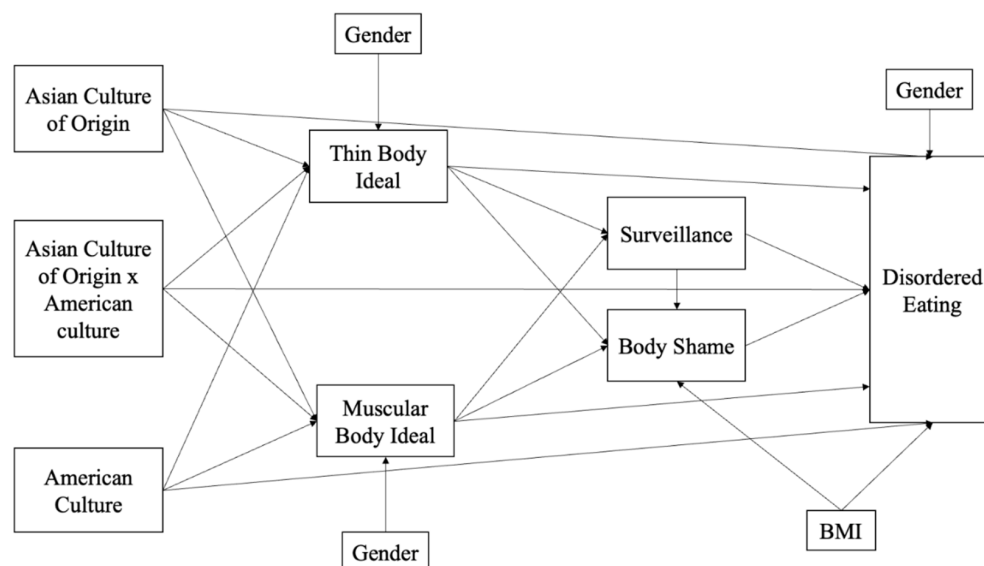 Gender
Asian Culture
of Origin
Gender
Thin Body
Ideal
Asian Culture
of Origin x
American
culture
Surveillance
Disordered
Eating
Body Shame
Muscular
Body Ideal
American
Culture
BMI
Gender